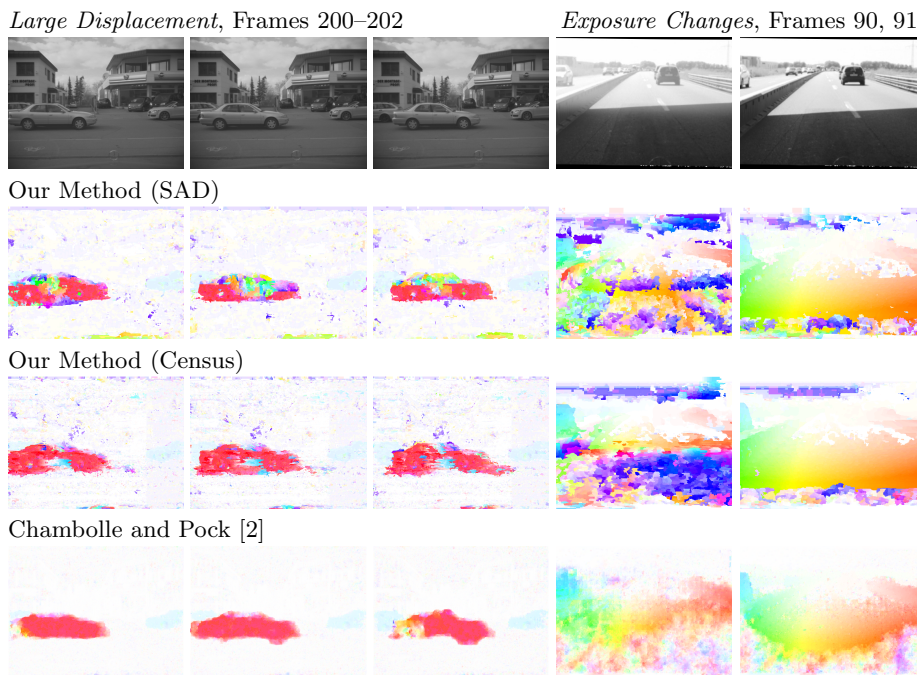 Large Displacement, Frames 200–202
Exposure Changes, Frames 90, 91
Our Method (SAD)
Our Method (Census)
Chambolle and Pock [2]